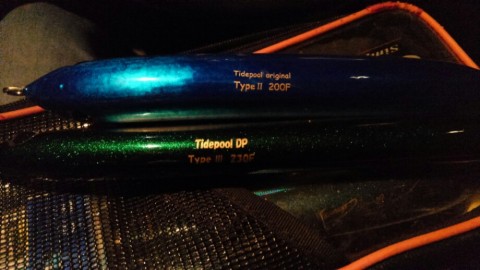 Tidepool original
Type II 200F
Tidepool DP
Type III 230F